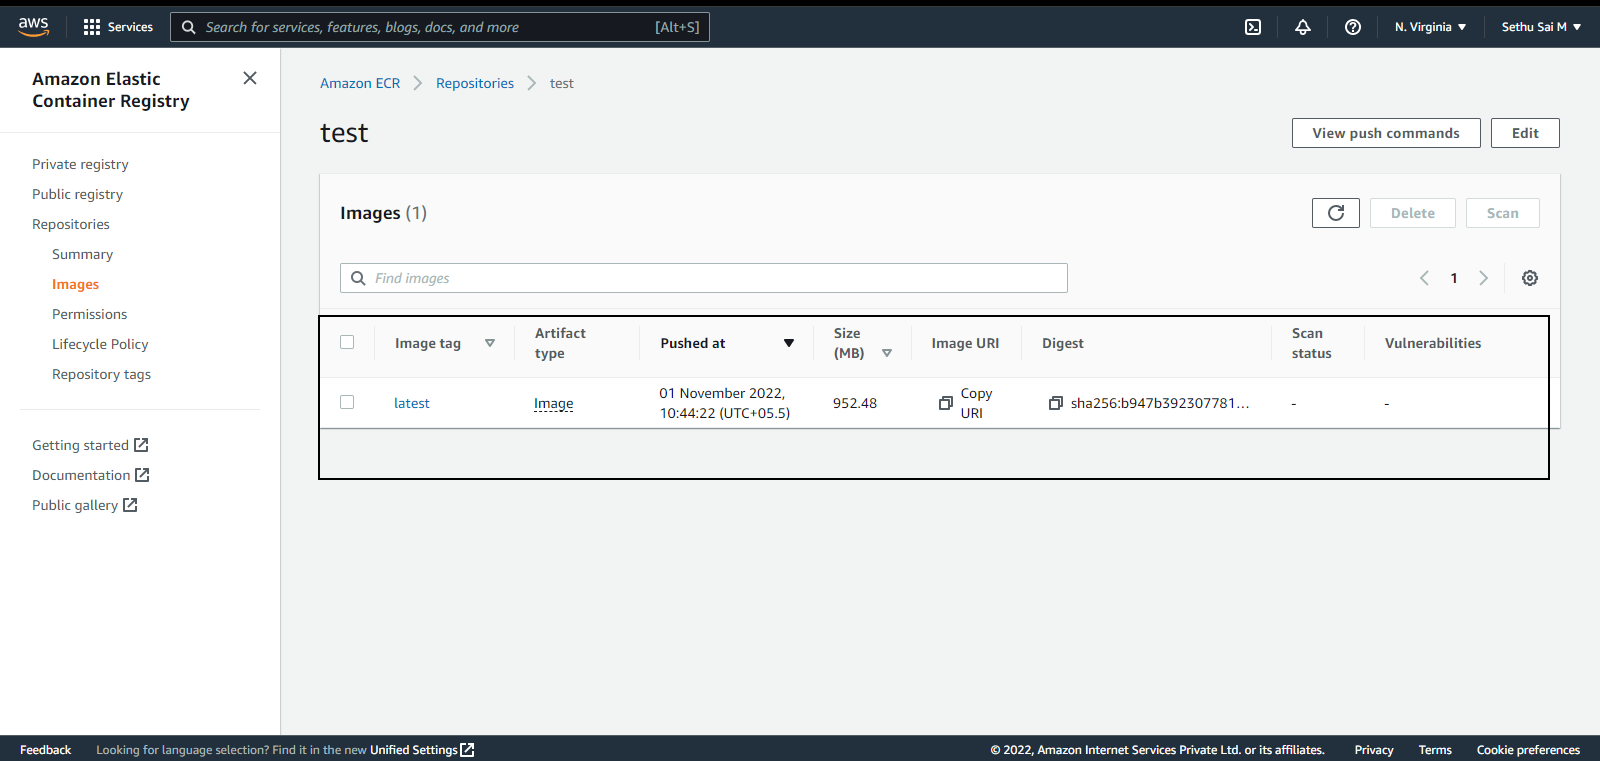 aws
Services
Search for services, features, blogs, docs, and more [Alt+S]
N. Virginia
Sethu Sai M
Amazon Elastic
Container Registry
Private registry
Public registry
Repositories
Summary
Images
Permissions
Lifecycle Policy
Repository tags
Getting started
Documentation
Public gallery
Amazon ECR
Repositories
test
test
View push commands
Edit
Images (1)
Delete
Scan
Find images
1
Image tag
Artifact
type
Pushed at
Size
(MB)
Image URI
Digest
Scan
status
Vulnerabilities
latest
Image
01 November 2022,
10:44:22 (UTC+05.5)
952.48
Copy
URI
sha256:b947b392307781...
-
-
Feedback
Looking for language selection? Find it in the new Unified Settings
© 2022, Amazon Internet Services Private Ltd. or its affiliates.
Privacy
Terms
Cookie preferences